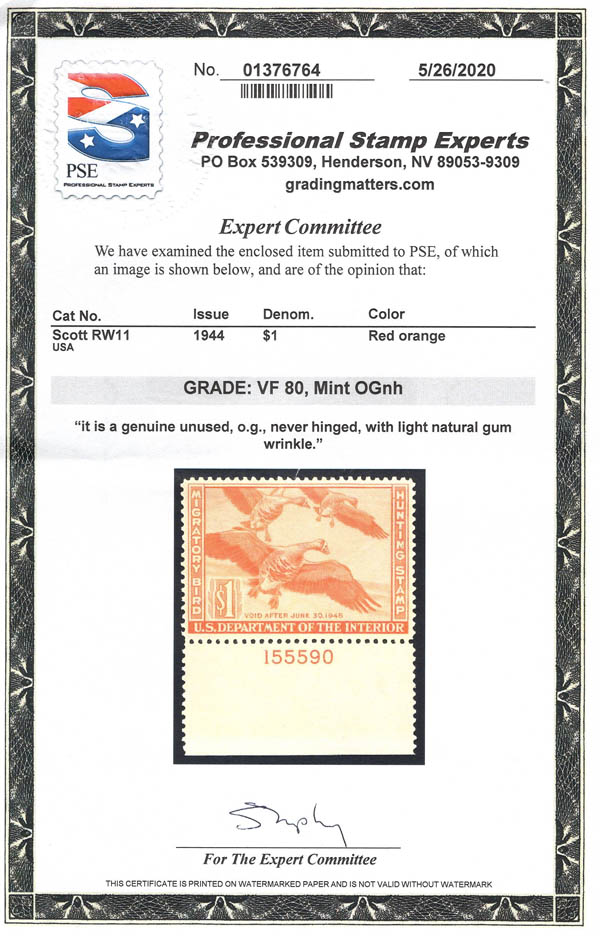 No. 01376764 5/26/2020
PSE
PROFESSIONAL STAMP EXPERTS
Professional Stamp Experts
PO Box 539309, Henderson, NV 89053-9309
gradingmatters.com
Expert Committee
We have examined the enclosed item submitted to PSE, of which
an image is shown below, and are of the opinion that:
Cat No. Issue Denom. Color
Scott RW11 1944 $1 Red orange
USA
GRADE: VF 80, Mint OGnh
“it is a genuine unused, o.g., never hinged, with light natural gum
wrinkle.”
MIGRATORY BIRD
HUNTING STAMP
$1
VOID AFTER JUNE 30, 1945
U.S. DEPARTMENT OF THE INTERIOR
155590
For The Expert Committee
THIS CERTIFICATE IS PRINTED ON WATERMARKED PAPER AND IS NOT VALID WITHOUT WATERMARK